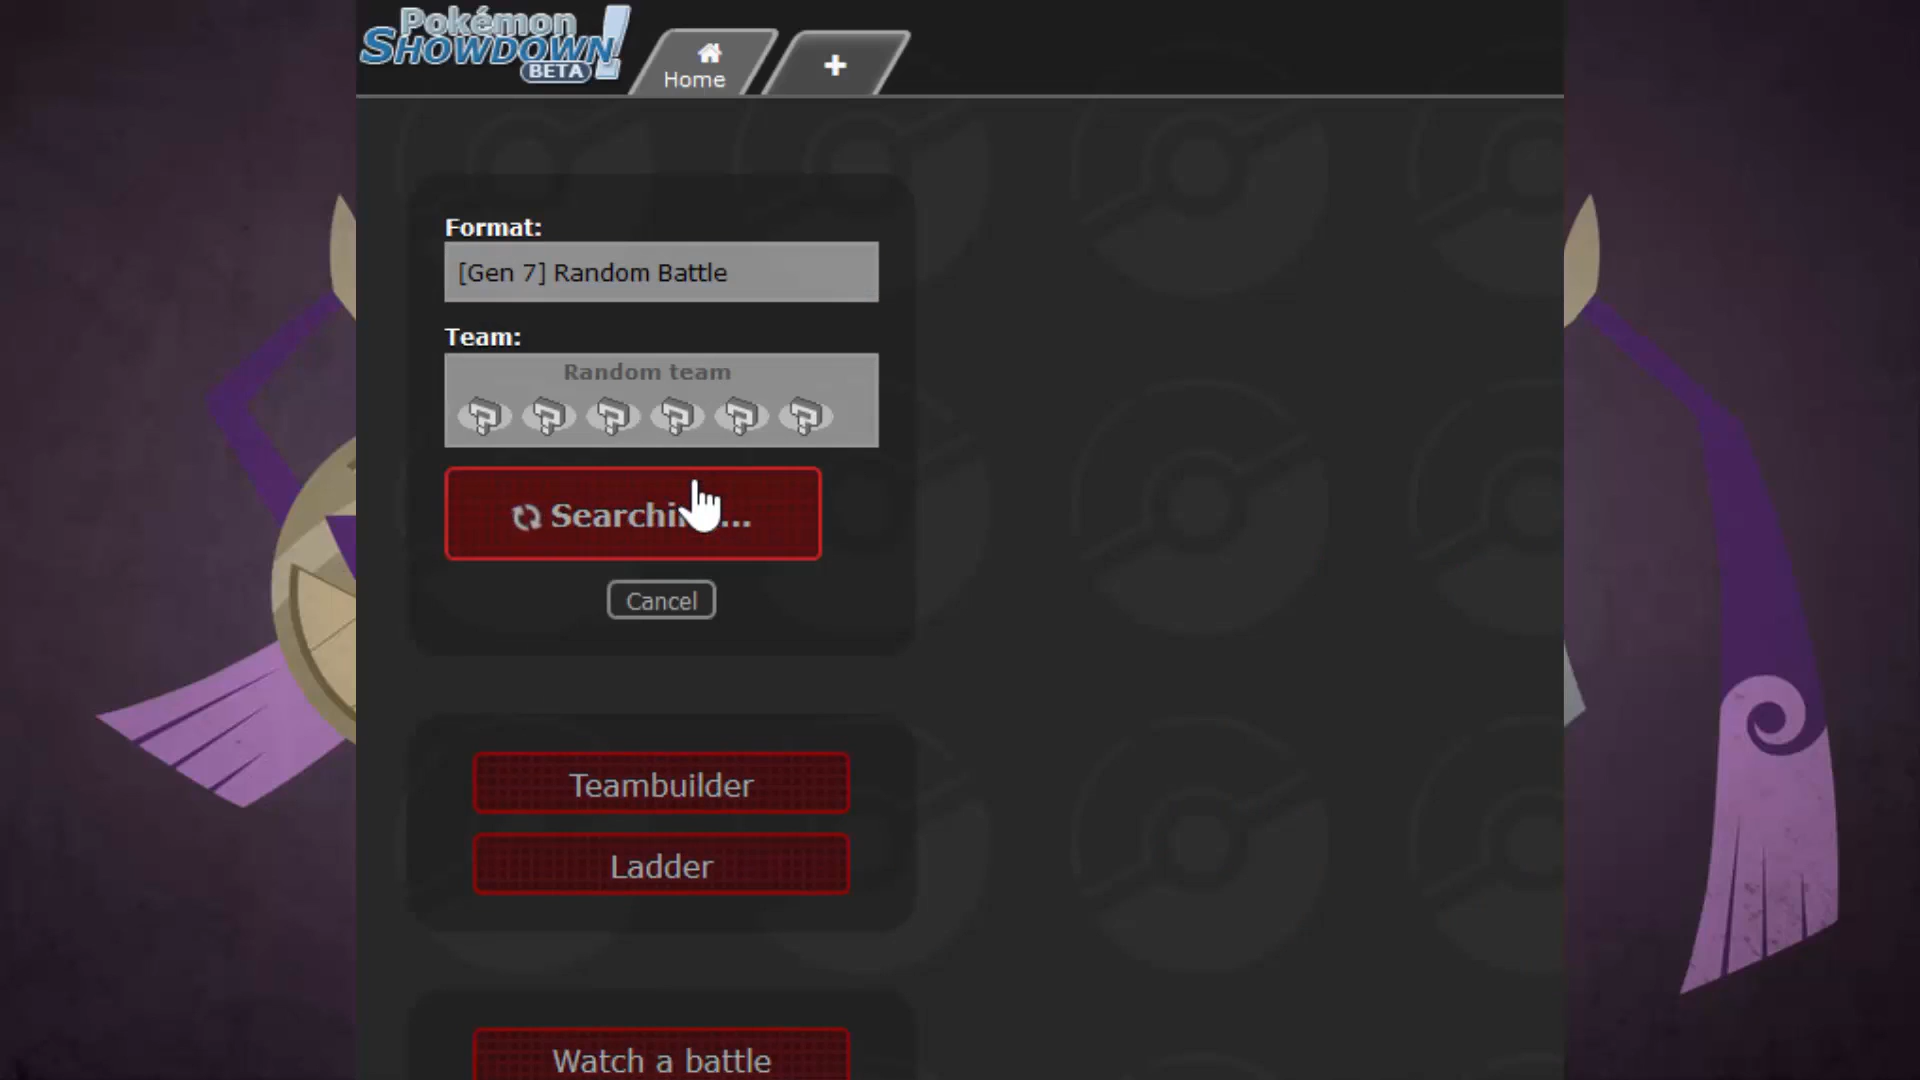 Pokémon
SHOWDOWN!
BETA
Home
+
Format:
[Gen 7] Random Battle
Team:
Random team
? ? ? ? ? ?
...
Cancel
Teambuilder
Ladder
Watch a battle